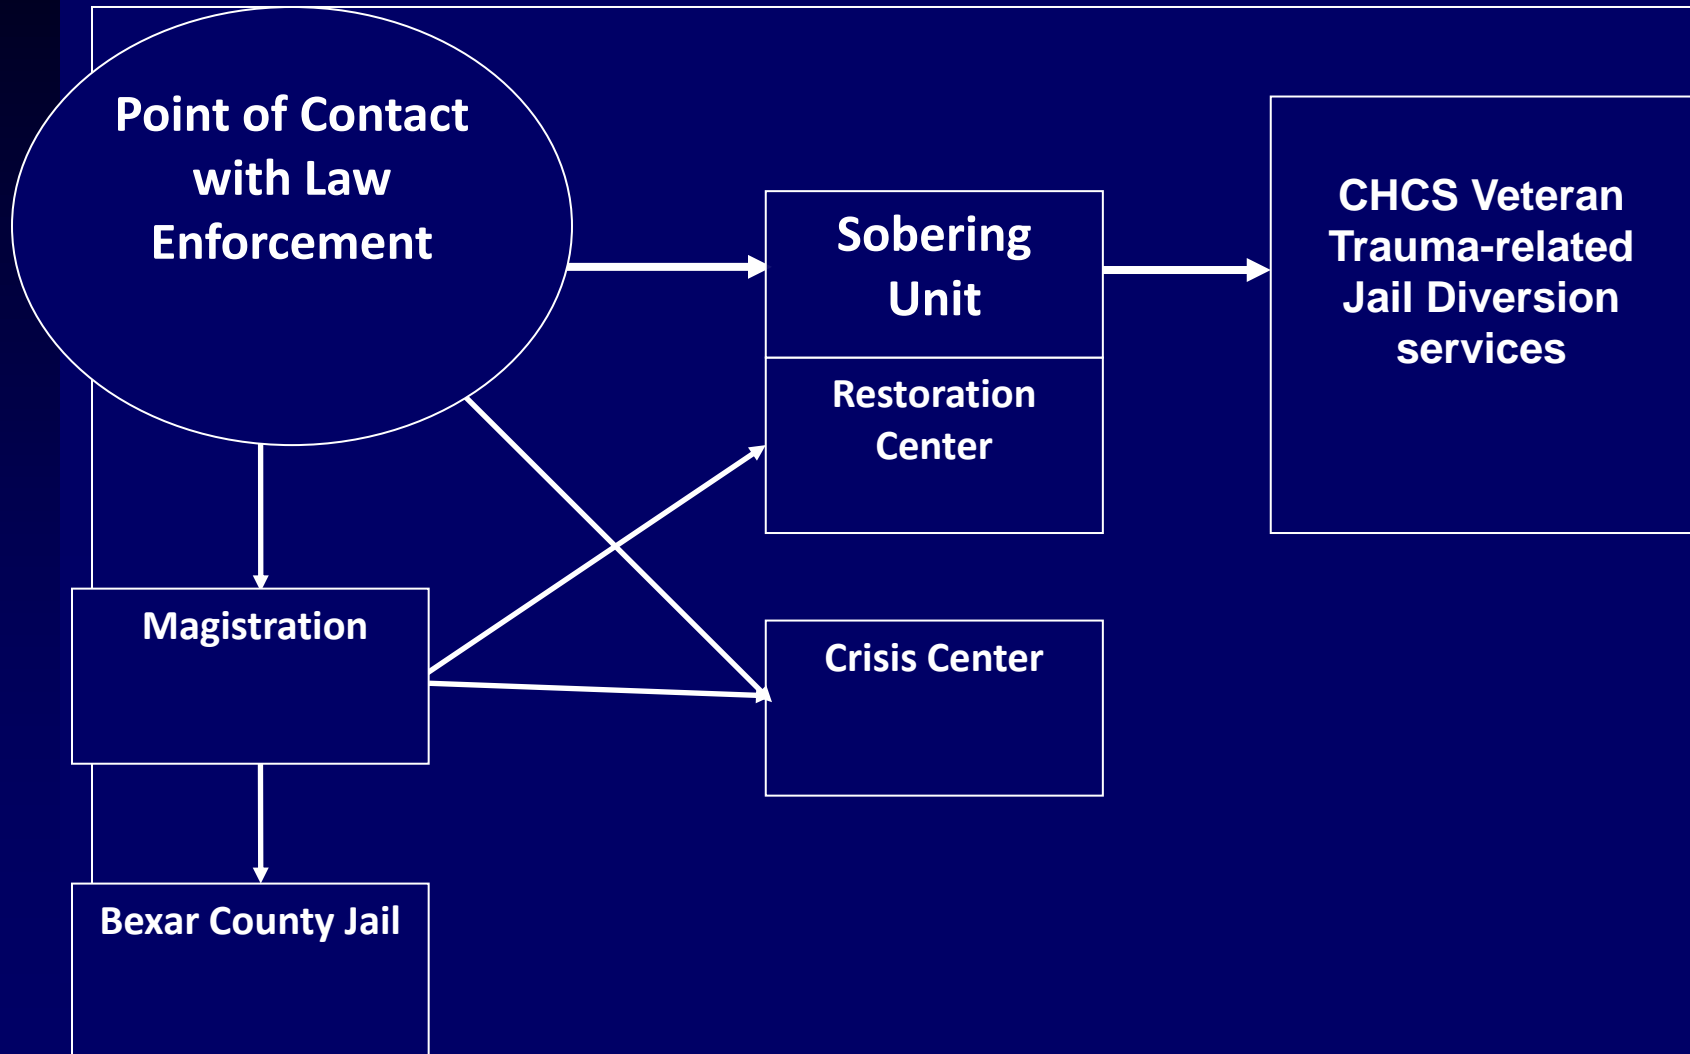 Point of Contact
with Law
Enforcement
Sobering
Unit
CHCS Veteran
Trauma-related
Jail Diversion
services
Restoration
Center
Magistration
Crisis Center
Bexar County Jail